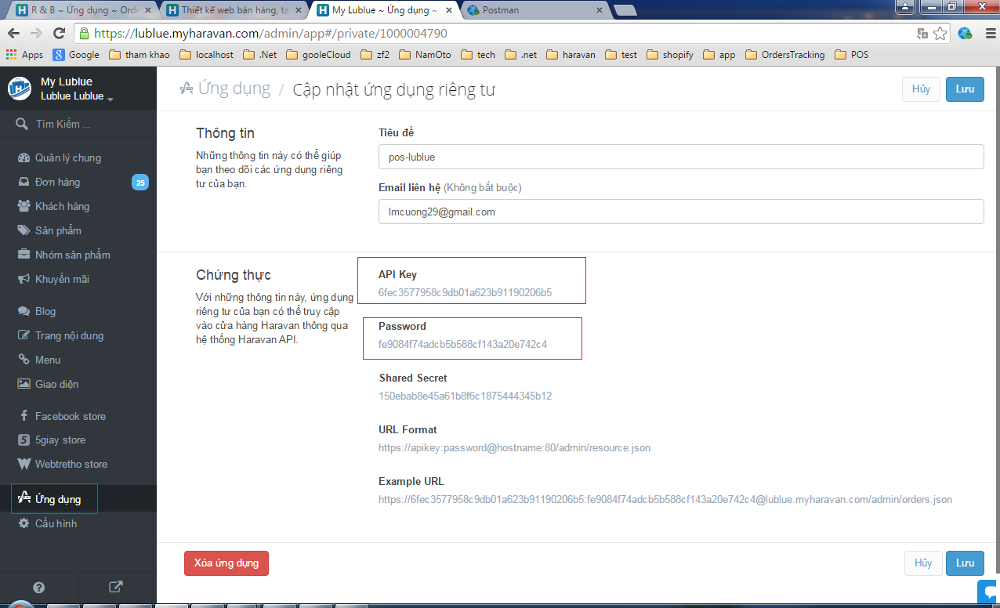 R & B ~ Ứng dụng ~ Ord
Thiết kế web bán hàng, tạ
My Lublue ~ Ứng dụng ~
Postman
https://lublue.myharavan.com/admin/app#/private/1000004790
Apps
Google
tham khao
localhost
.Net
gooleCloud
zf2
NamOto
tech
.net
haravan
test
shopify
app
OrdersTracking
POS
My Lublue
Lublue Lublue
Tìm Kiếm ...
Quản lý chung
Đơn hàng
25
Khách hàng
Sản phẩm
Nhóm sản phẩm
Khuyến mãi
Blog
Trang nội dung
Menu
Giao diện
Facebook store
5giay store
Webtretho store
Ứng dụng
Cấu hình
Ứng dụng / Cập nhật ứng dụng riêng tư
Hủy
Lưu
Thông tin
Những thông tin này có thể giúp
bạn theo dõi các ứng dụng riêng
tư của bạn.
Tiêu đề
pos-lublue
Email liên hệ (Không bắt buộc)
lmcuong29@gmail.com
Chứng thực
Với những thông tin này, ứng dụng
riêng tư của bạn có thể truy cập
vào cửa hàng Haravan thông qua
hệ thống Haravan API.
API Key
6fec3577958c9db01a623b91190206b5
Password
fe9084f74adcb5b588cf143a20e742c4
Shared Secret
150ebab8e45a61b8f6c1875444345b12
URL Format
https://apikey:password@hostname:80/admin/resource.json
Example URL
https://6fec3577958c9db01a623b91190206b5:fe9084f74adcb5b588cf143a20e742c4@lublue.myharavan.com/admin/orders.json
Xóa ứng dụng
Hủy
Lưu